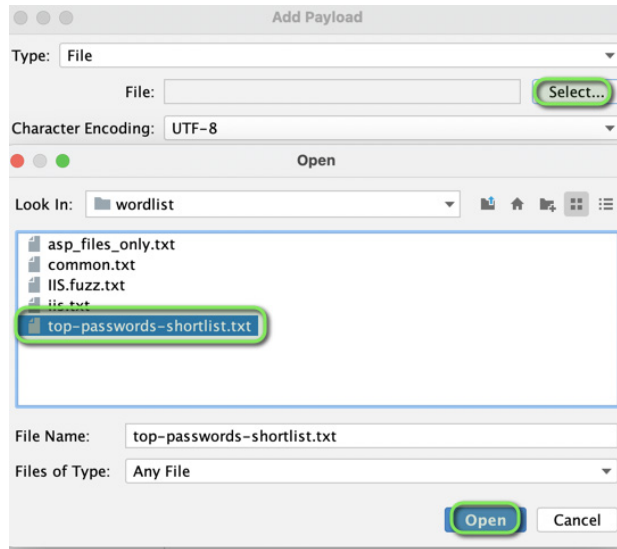 Add Payload
Type: File
File: Select...
Character Encoding: UTF-8
Open
Look In: wordlist
asp_files_only.txt
common.txt
IIS.fuzz.txt
iis.txt
top-passwords-shortlist.txt
File Name: top-passwords-shortlist.txt
Files of Type: Any File
Open Cancel